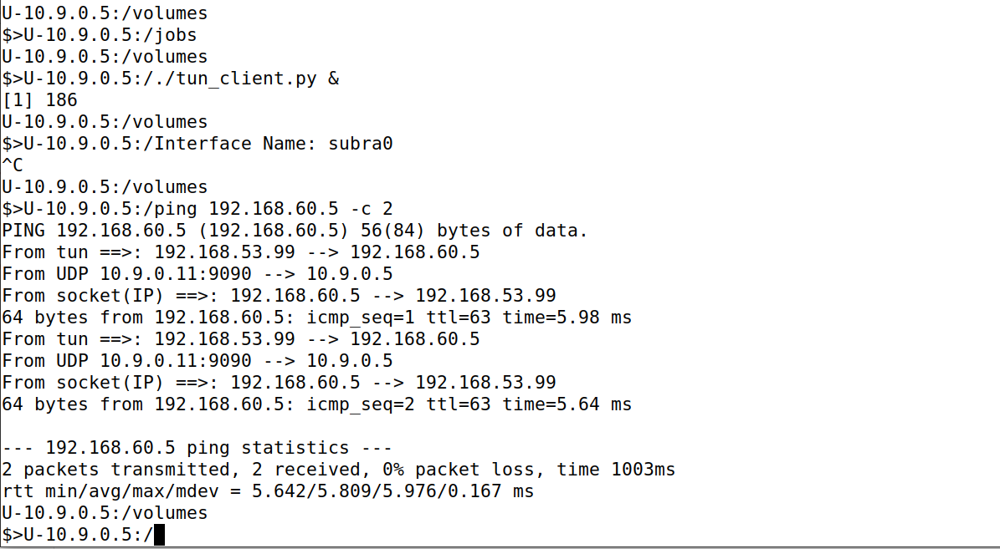 U-10.9.0.5:/volumes
$>U-10.9.0.5:/jobs
U-10.9.0.5:/volumes
$>U-10.9.0.5:/./tun_client.py &
[1] 186
U-10.9.0.5:/volumes
$>U-10.9.0.5:/Interface Name: subra0
^C
U-10.9.0.5:/volumes
$>U-10.9.0.5:/ping 192.168.60.5 -c 2
PING 192.168.60.5 (192.168.60.5) 56(84) bytes of data.
From tun ==>: 192.168.53.99 --> 192.168.60.5
From UDP 10.9.0.11:9090 --> 10.9.0.5
From socket(IP) ==>: 192.168.60.5 --> 192.168.53.99
64 bytes from 192.168.60.5: icmp_seq=1 ttl=63 time=5.98 ms
From tun ==>: 192.168.53.99 --> 192.168.60.5
From UDP 10.9.0.11:9090 --> 10.9.0.5
From socket(IP) ==>: 192.168.60.5 --> 192.168.53.99
64 bytes from 192.168.60.5: icmp_seq=2 ttl=63 time=5.64 ms

--- 192.168.60.5 ping statistics ---
2 packets transmitted, 2 received, 0% packet loss, time 1003ms
rtt min/avg/max/mdev = 5.642/5.809/5.976/0.167 ms
U-10.9.0.5:/volumes
$>U-10.9.0.5:/